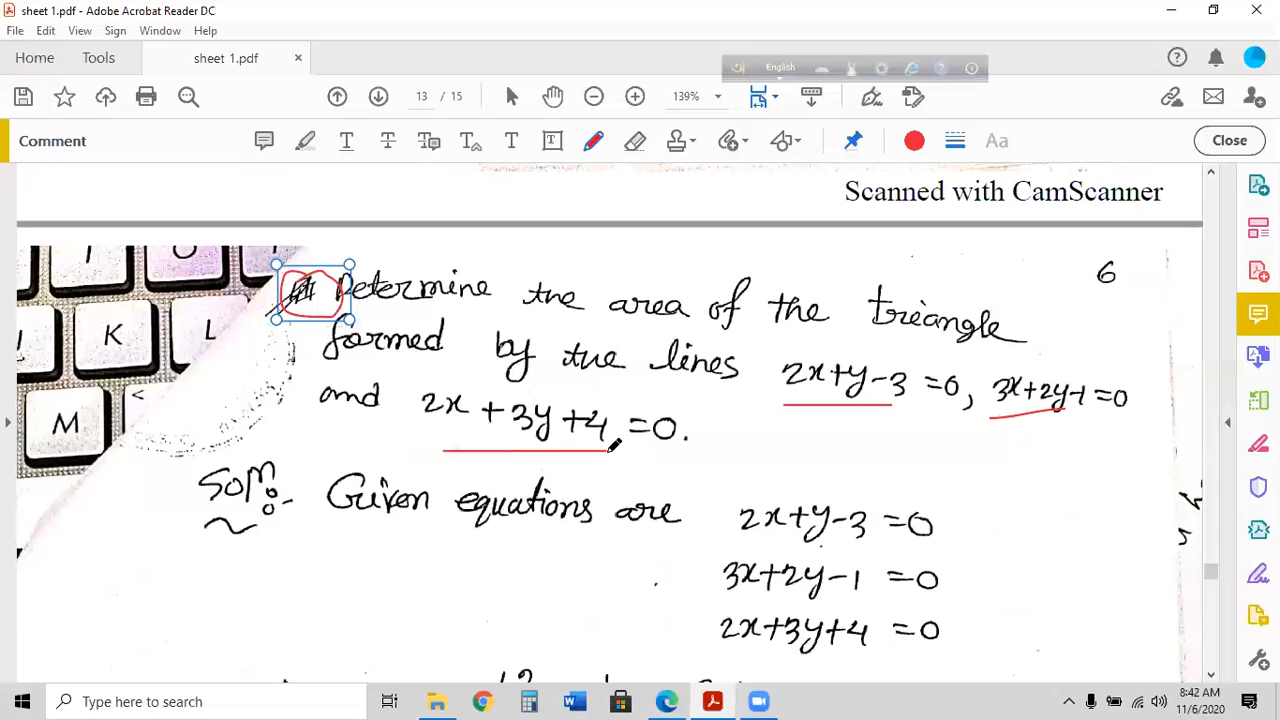 sheet 1.pdf - Adobe Acrobat Reader DC
File Edit View Sign Window Help
Home Tools sheet 1.pdf ×
English
13 / 15 139%
Comment
Aa
Close
Scanned with CamScanner
6
Determine the area of the triangle
formed by the lines 2x+y-3=0, 3x+2y-1=0
and 2x+3y+4=0.
Soln:- Given equations are 2x+y-3=0
3x+2y-1=0
2x+3y+4=0
K L
M <
Type here to search
8:42 AM
11/6/2020